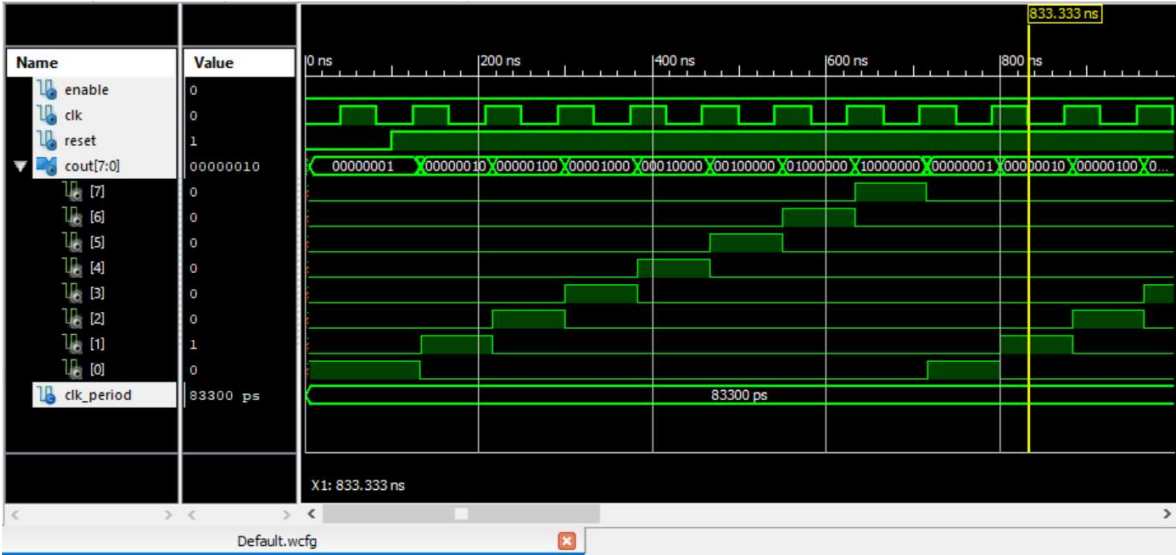 833.333 ns
Name Value 0 ns 200 ns 400 ns 600 ns 800 ns
enable 0
clk 0
reset 1
cout[7:0] 00000010 00000001 00000010 00000100 00001000 00010000 00100000 01000000 10000000 00000001 00000010 00000100 0...
[7] 0
[6] 0
[5] 0
[4] 0
[3] 0
[2] 0
[1] 1
[0] 0
clk_period 83300 ps 83300 ps
X1: 833.333 ns
Default.wcfg